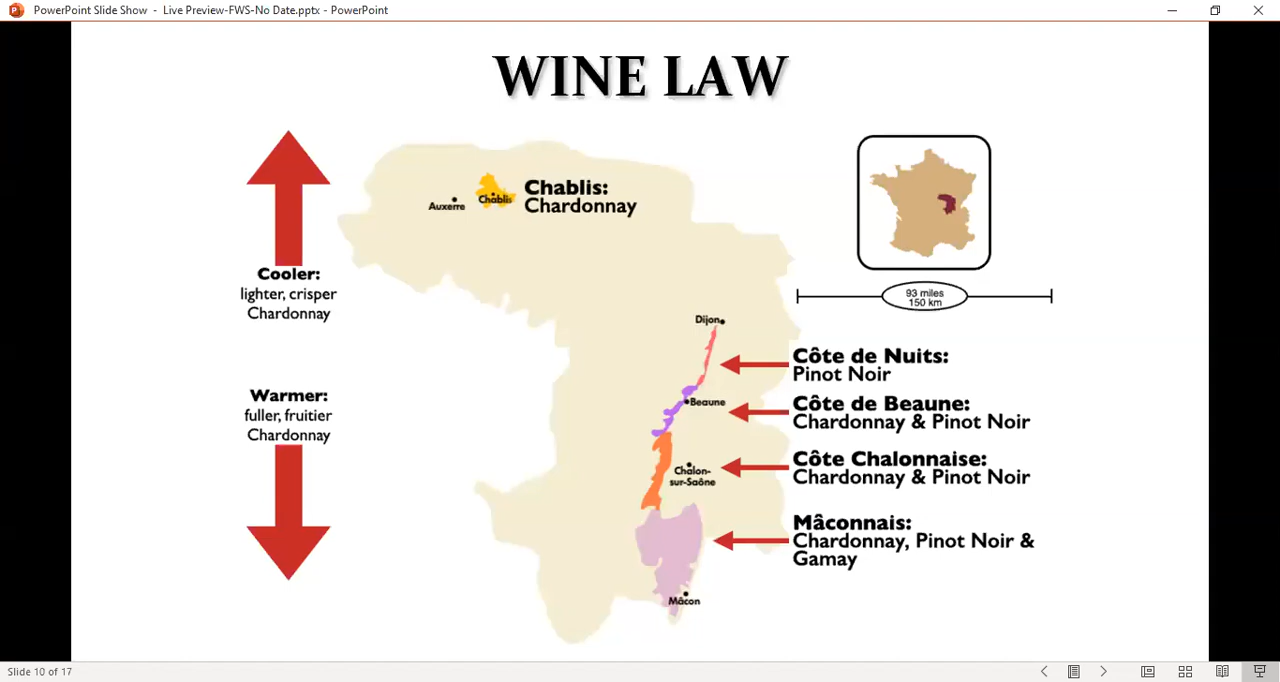 PowerPoint Slide Show - Live Preview-FWS-No Date.pptx - PowerPoint
WINE LAW
Chablis:
Chardonnay
Auxerre
Chablis
Cooler:
lighter, crisper
Chardonnay
93 miles
150 km
Dijon
Côte de Nuits:
Pinot Noir
Warmer:
fuller, fruitier
Chardonnay
Beaune
Côte de Beaune:
Chardonnay & Pinot Noir
Côte Chalonnaise:
Chardonnay & Pinot Noir
Chalon-
sur-Saône
Mâconnais:
Chardonnay, Pinot Noir &
Gamay
Mâcon
Slide 10 of 17